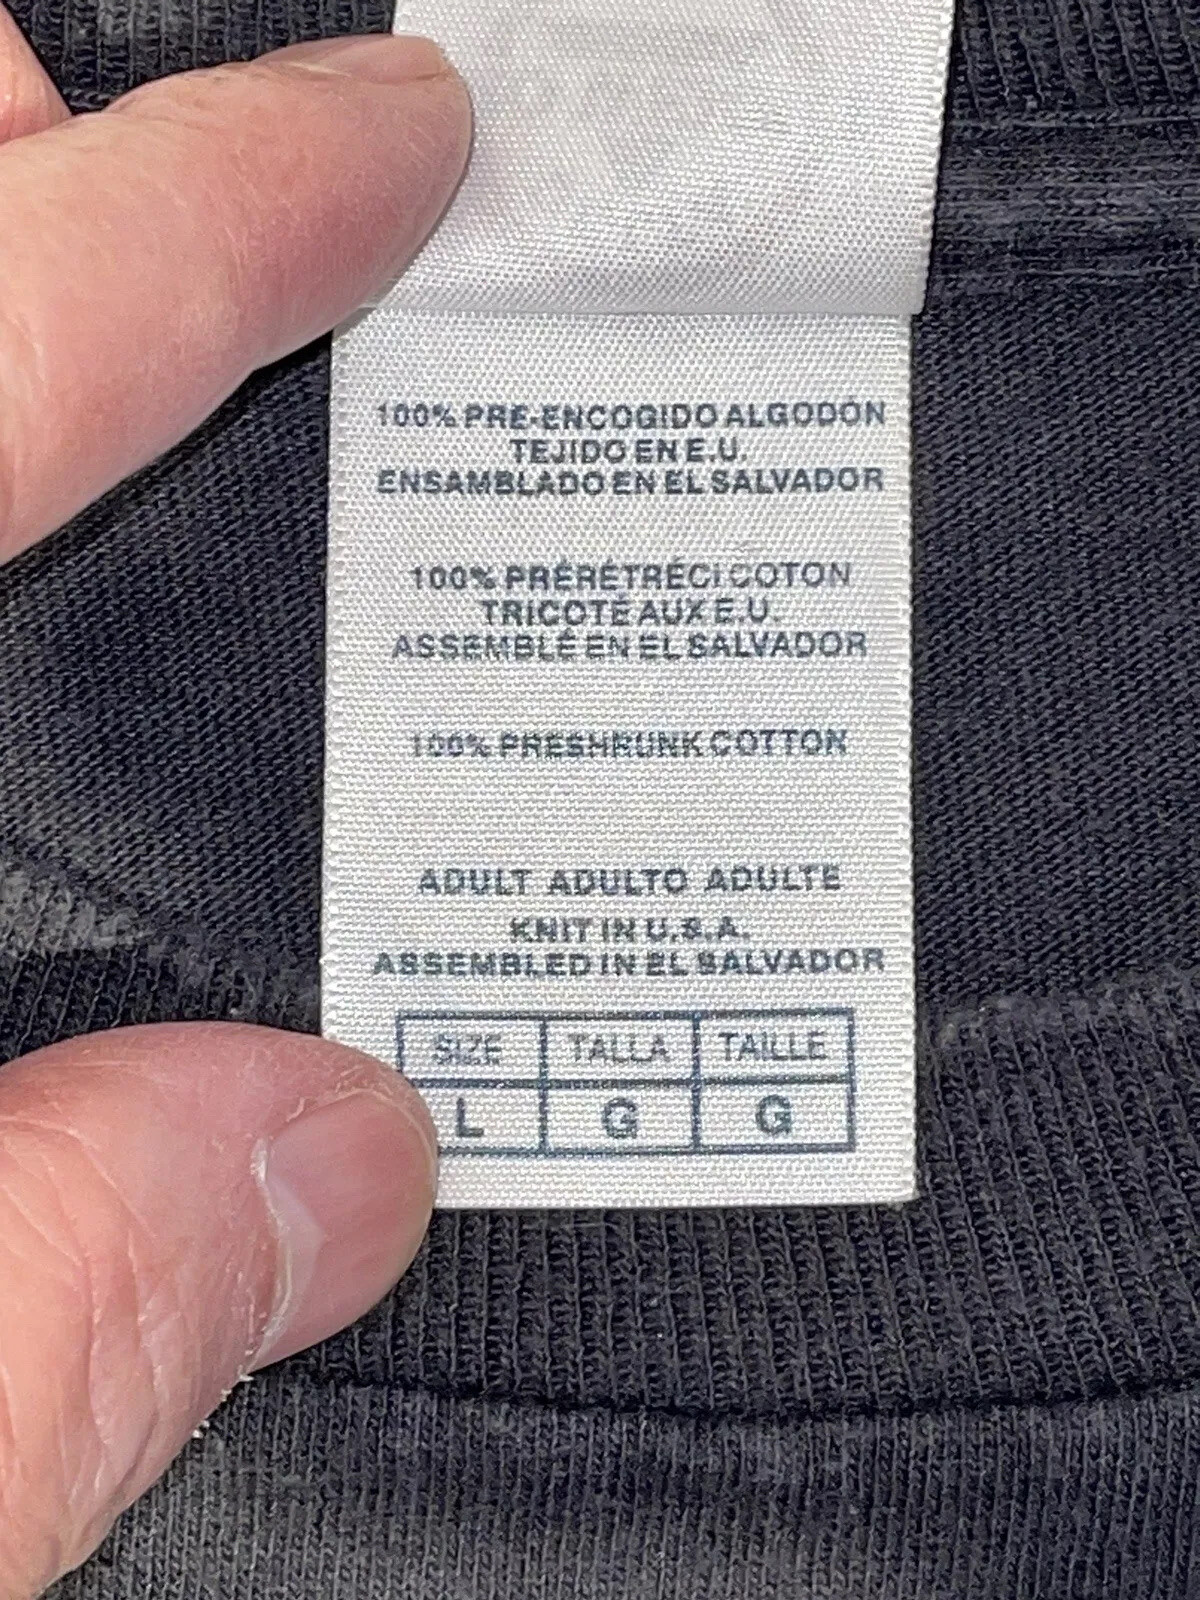 100% PRE-ENCOGIDO ALGODON
TEJIDO EN E.U.
ENSAMBLADO EN EL SALVADOR
100% PRÉRÉTRÉCI COTON
TRICOTÉ AUX E.U.
ASSEMBLÉ EN EL SALVADOR
100% PRESHRUNK COTTON
ADULT ADULTO ADULTE
KNIT IN U.S.A.
ASSEMBLED IN EL SALVADOR
SIZE TALLA TAILLE
L G G